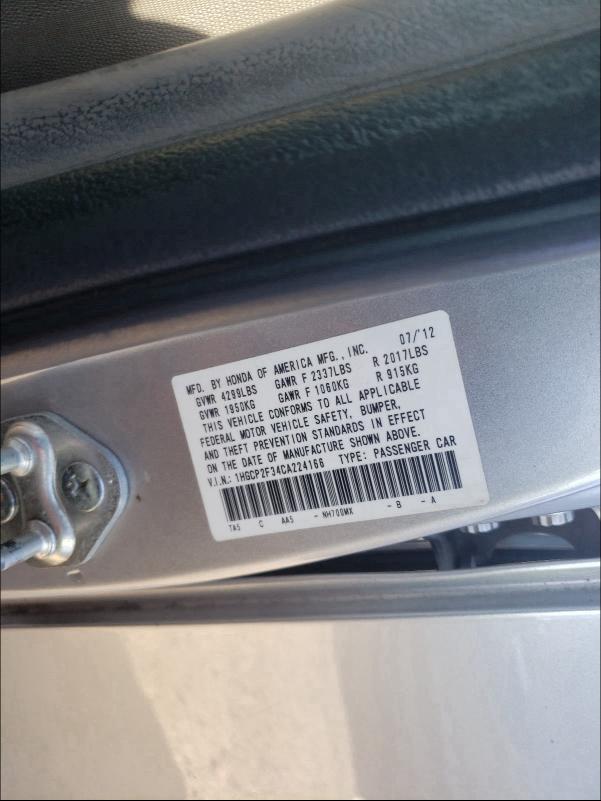 MFD. BY HONDA OF AMERICA MFG., INC. 07/'12
GVWR 4299LBS GAWR F 2337LBS R 2017LBS
GVWR 1950KG GAWR F 1060KG R 915KG
THIS VEHICLE CONFORMS TO ALL APPLICABLE
FEDERAL MOTOR VEHICLE SAFETY, BUMPER,
AND THEFT PREVENTION STANDARDS IN EFFECT
ON THE DATE OF MANUFACTURE SHOWN ABOVE.
V.I.N.: 1HGCP2F34CA224166 TYPE: PASSENGER CAR
TA5 C AA5 - NH700MX - B - A